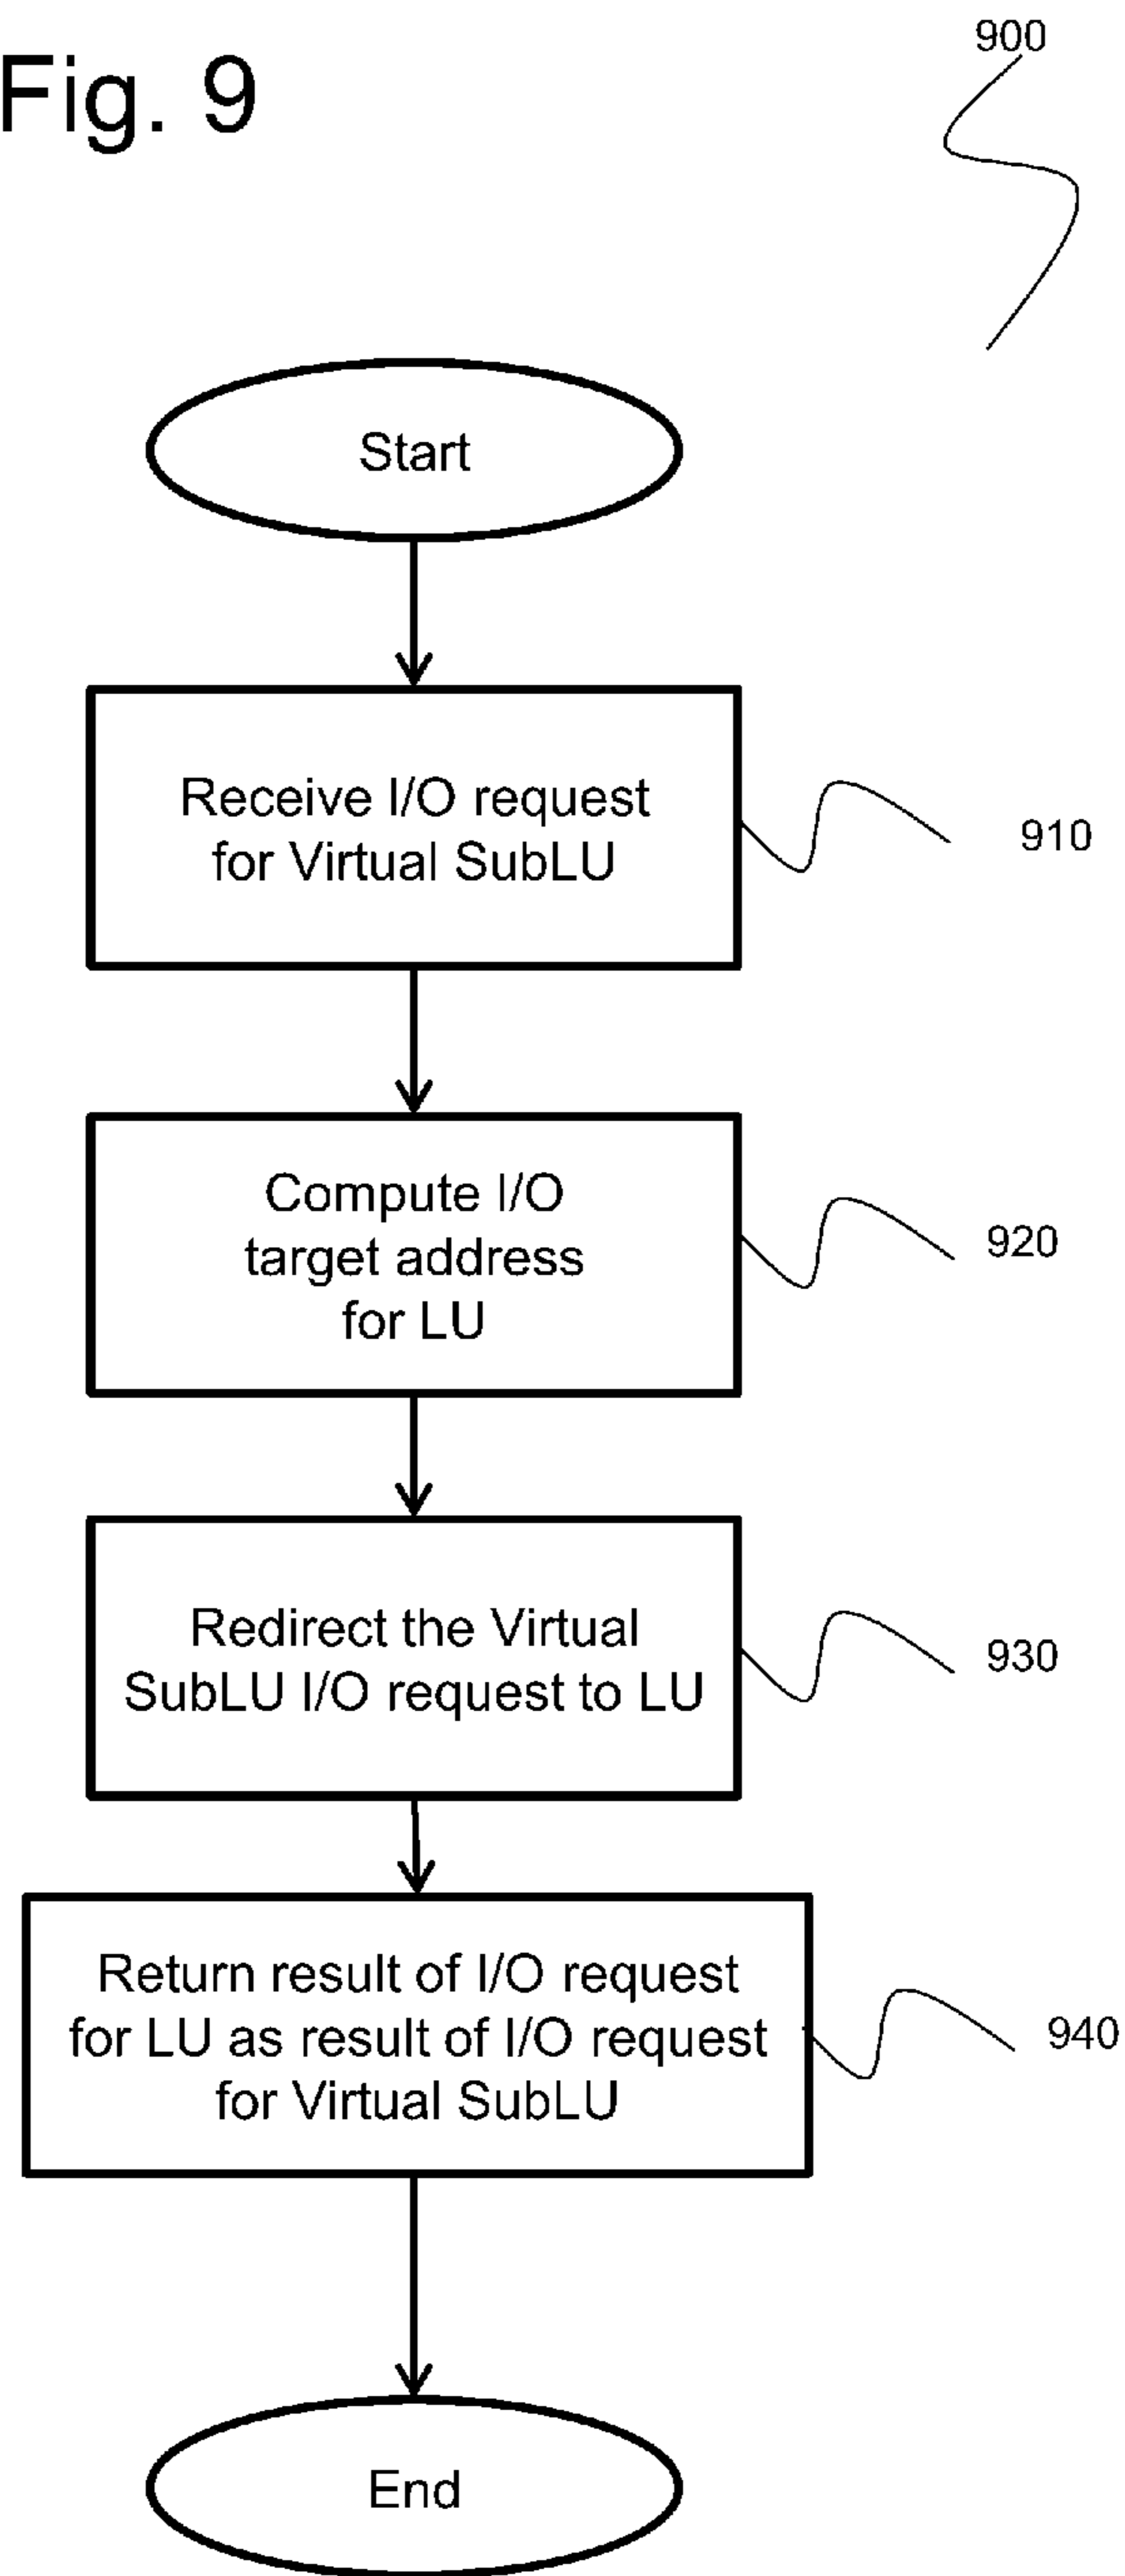 Fig. 9
900
Start
Receive I/O request
for Virtual SubLU
910
Compute I/O
target address
for LU
920
Redirect the Virtual
SubLU I/O request to LU
930
Return result of I/O request
for LU as result of I/O request
for Virtual SubLU
940
End